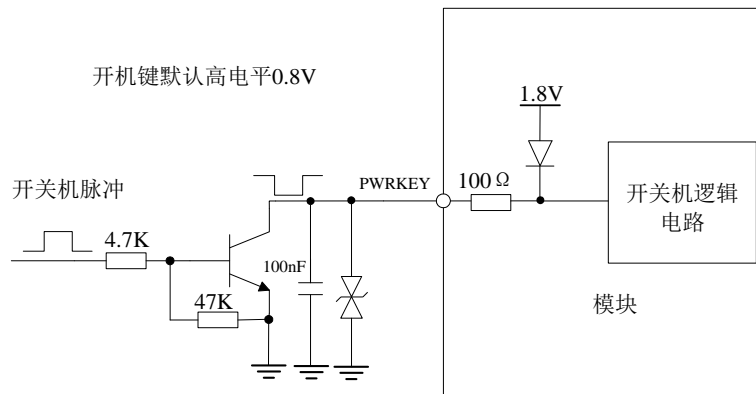 开机键默认高电平0.8V
1.8V
开关机脉冲
PWRKEY
100Ω
开关机逻辑
电路
4.7K
100nF
47K
模块